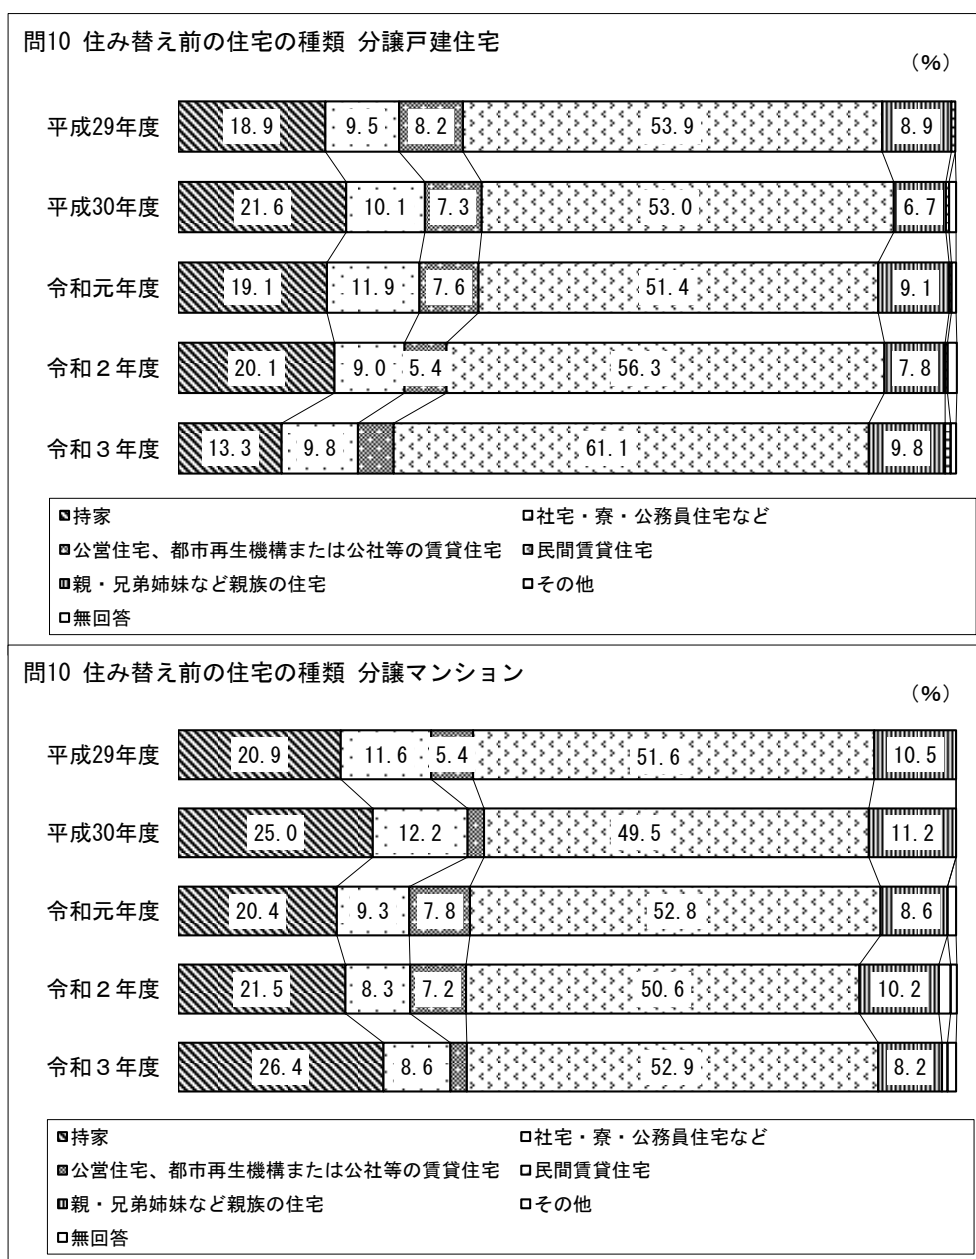 問10 住み替え前の住宅の種類 分譲戸建住宅
（%）
平成29年度 18.9 9.5 8.2 53.9 8.9
平成30年度 21.6 10.1 7.3 53.0 6.7
令和元年度 19.1 11.9 7.6 51.4 9.1
令和２年度 20.1 9.0 5.4 56.3 7.8
令和３年度 13.3 9.8 61.1 9.8
持家 社宅・寮・公務員住宅など
公営住宅、都市再生機構または公社等の賃貸住宅 民間賃貸住宅
親・兄弟姉妹など親族の住宅 その他
無回答
問10 住み替え前の住宅の種類 分譲マンション
（%）
平成29年度 20.9 11.6 5.4 51.6 10.5
平成30年度 25.0 12.2 49.5 11.2
令和元年度 20.4 9.3 7.8 52.8 8.6
令和２年度 21.5 8.3 7.2 50.6 10.2
令和３年度 26.4 8.6 52.9 8.2
持家 社宅・寮・公務員住宅など
公営住宅、都市再生機構または公社等の賃貸住宅 民間賃貸住宅
親・兄弟姉妹など親族の住宅 その他
無回答